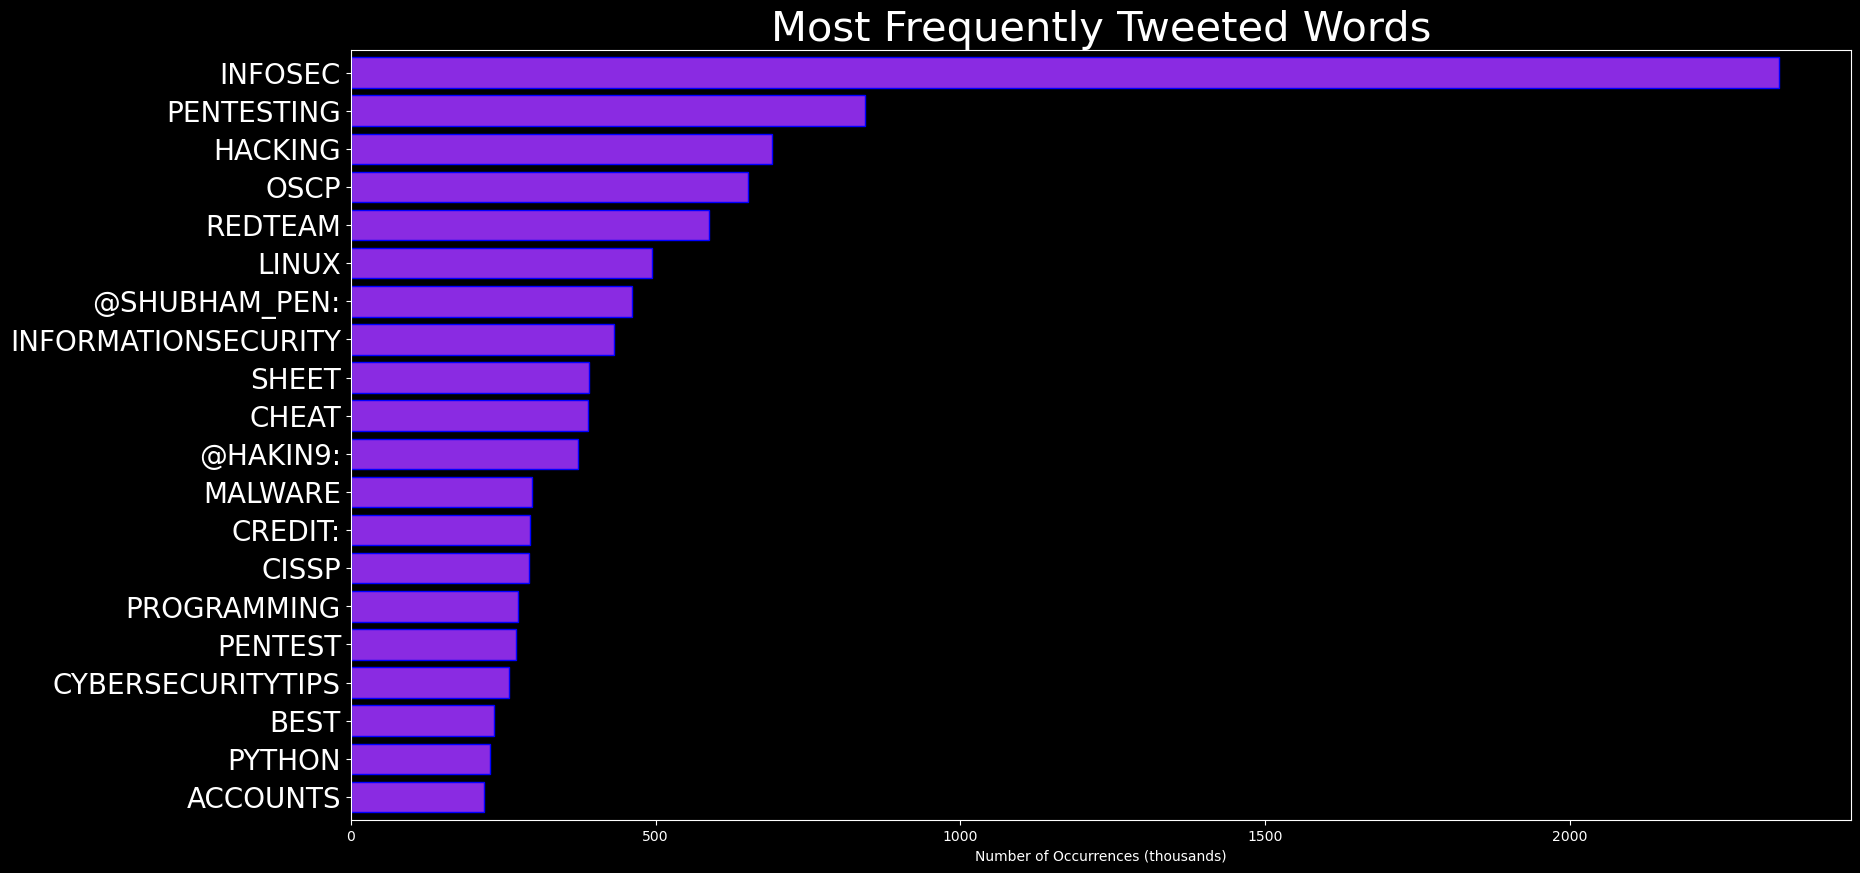 Most Frequently Tweeted Words
INFOSEC
PENTESTING
HACKING
OSCP
REDTEAM
LINUX
@SHUBHAM_PEN:
INFORMATIONSECURITY
SHEET
CHEAT
@HAKIN9:
MALWARE
CREDIT:
CISSP
PROGRAMMING
PENTEST
CYBERSECURITYTIPS
BEST
PYTHON
ACCOUNTS
0 500 1000 1500 2000
Number of Occurrences (thousands)